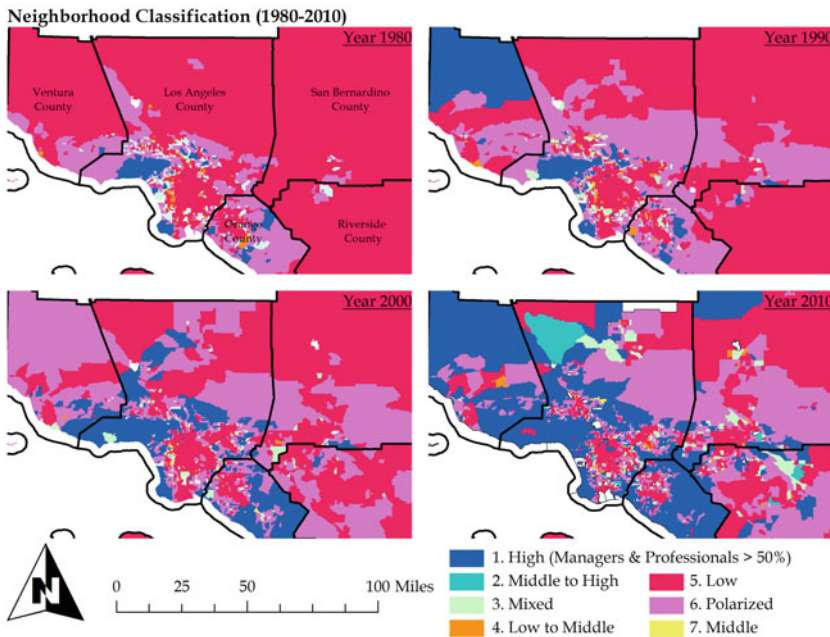 Neighborhood Classification (1980-2010)
Year 1980
Year 1990
Ventura
County
Los Angeles
County
San Bernardino
County
Orange
County
Riverside
County
Year 2000
Year 2010
N
0 25 50 100 Miles
1. High (Managers & Professionals > 50%)
2. Middle to High
3. Mixed
4. Low to Middle
5. Low
6. Polarized
7. Middle